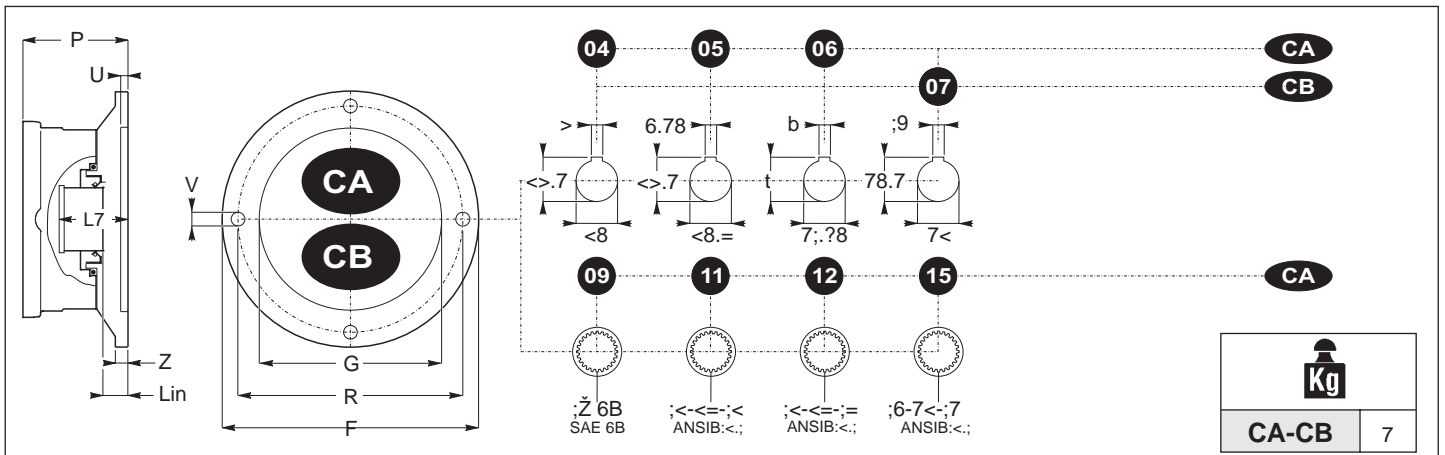 P
U
V
L7
Z
Lin
CA
CB
G
R
F
04 05 06 CA
07 CB
> 6.78 b ;9
<>.7 <>.7 t 78.7
<8 <8.= 7;.?8 7<
09 11 12 15 CA
;Ž 6B ;<-<=-;< ;<-<=-;= ;6-7<-;7
SAE 6B ANSIB:<.; ANSIB:<.; ANSIB:<.;
Kg
CA-CB 7